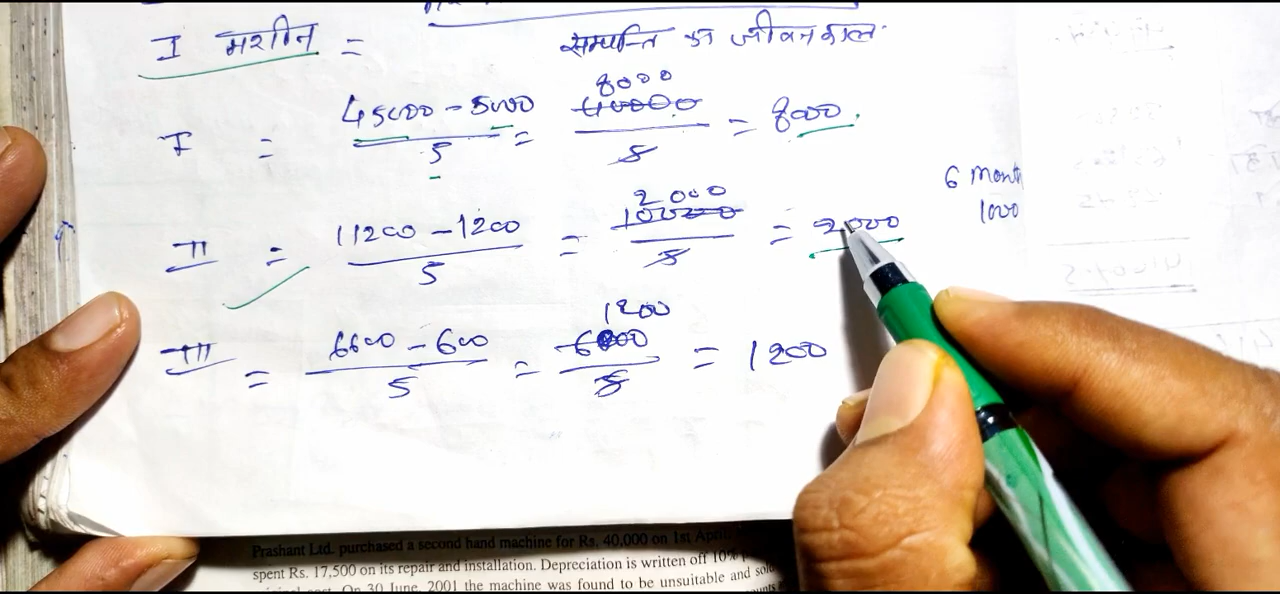 I मशीन =
सम्पत्ति का जीवनकाल
I = 45000 - 5000 / 5 = 40000 / 5 8000 = 8000
6 Month
1000
II = 11200 - 1200 / 5 = 10000 / 5 2000 = 2000
III = 6600 - 600 / 5 = 6000 / 5 1200 = 1200
Prashant Ltd. purchased a second hand machine for Rs. 40,000 on 1st April
spent Rs. 17,500 on its repair and installation. Depreciation is written off 10%
cost. On 30 June, 2001 the machine was found to be unsuitable and sold